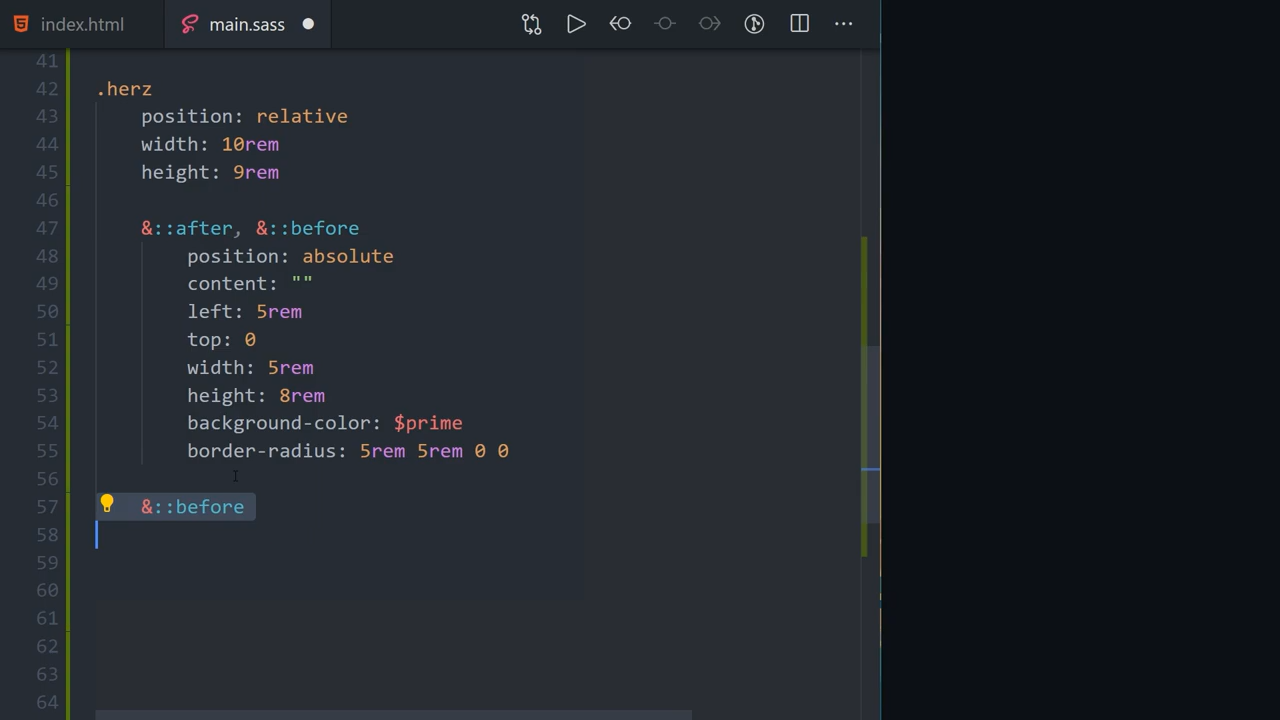 index.html
main.sass
41
42 .herz
43 position: relative
44 width: 10rem
45 height: 9rem
46
47 &::after, &::before
48 position: absolute
49 content: ""
50 left: 5rem
51 top: 0
52 width: 5rem
53 height: 8rem
54 background-color: $prime
55 border-radius: 5rem 5rem 0 0
56
57 &::before
58
59
60
61
62
63
64